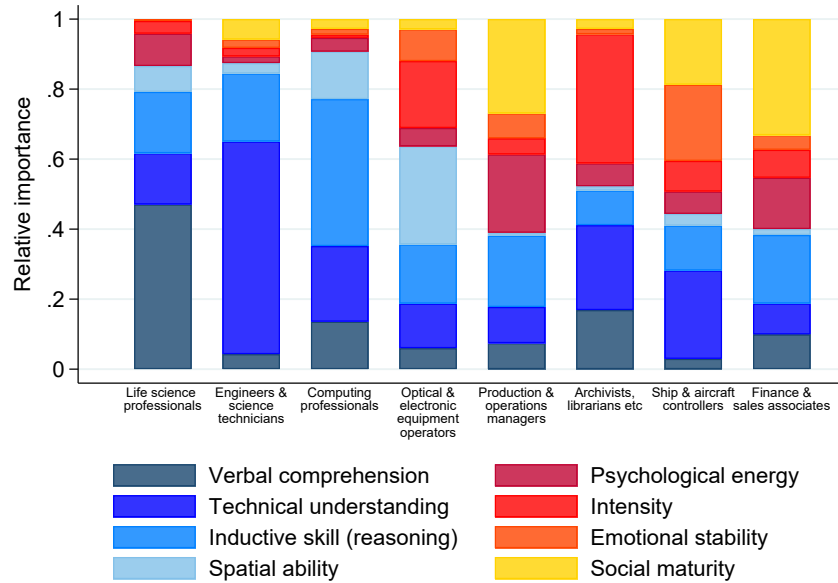 Relative importance
1
.8
.6
.4
.2
0
Life science
professionals
Engineers &
science
technicians
Computing
professionals
Optical &
electronic
equipment
operators
Production &
operations
managers
Archivists,
librarians etc
Ship & aircraft
controllers
Finance &
sales associates
Verbal comprehension
Technical understanding
Inductive skill (reasoning)
Spatial ability
Psychological energy
Intensity
Emotional stability
Social maturity